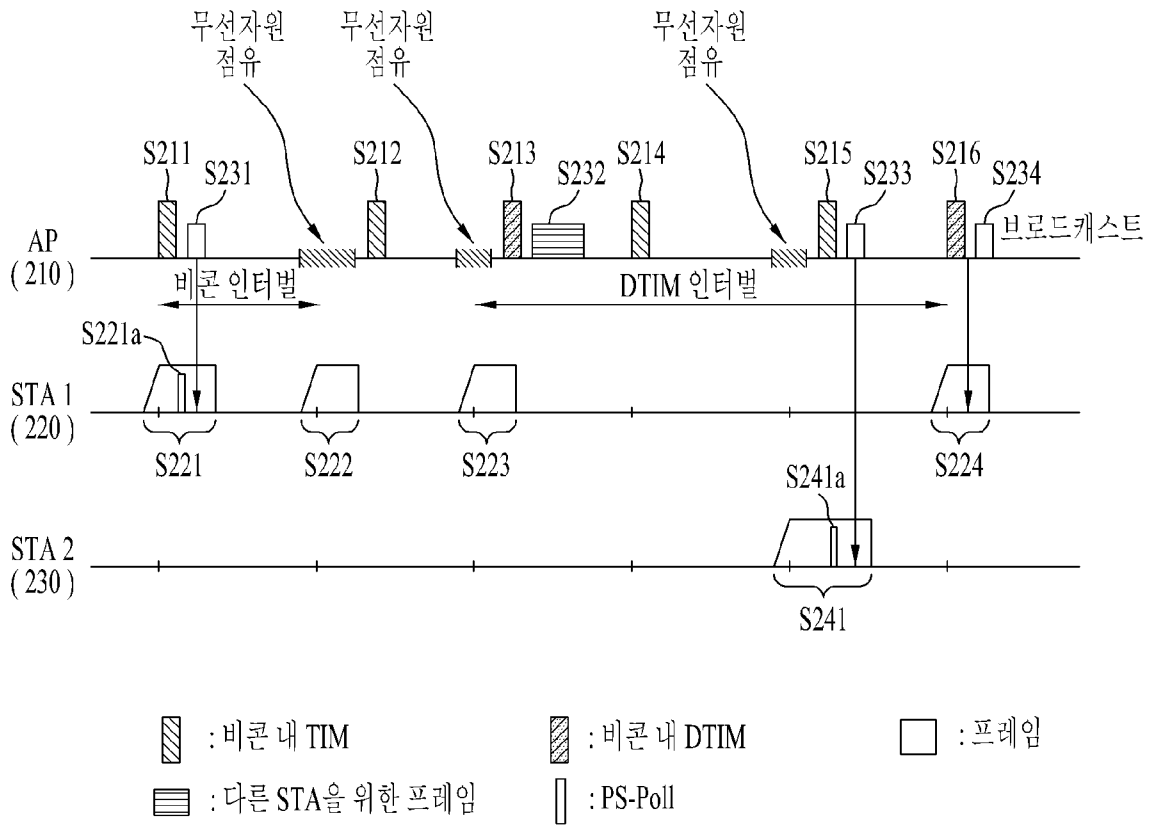 무선자원
점유
무선자원
점유
무선자원
점유
S211
S231
S212
S213
S232
S214
S215
S233
S216
S234
브로드캐스트
AP
( 210 )
비콘 인터벌
DTIM 인터벌
S221a
STA 1
( 220 )
S221
S222
S223
S224
S241a
STA 2
( 230 )
S241
: 비콘 내 TIM
: 비콘 내 DTIM
: 프레임
: 다른 STA을 위한 프레임
: PS-Poll